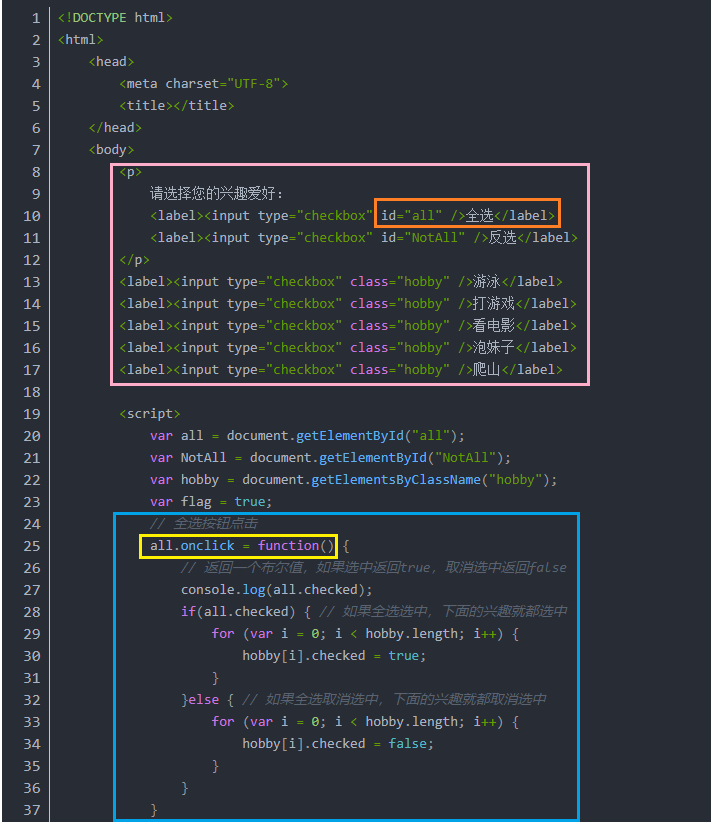 1 <!DOCTYPE html>
2 <html>
3     <head>
4         <meta charset="UTF-8">
5         <title></title>
6     </head>
7     <body>
8         <p>
9             请选择您的兴趣爱好：
10             <label><input type="checkbox" id="all" />全选</label>
11             <label><input type="checkbox" id="NotAll" />反选</label>
12         </p>
13         <label><input type="checkbox" class="hobby" />游泳</label>
14         <label><input type="checkbox" class="hobby" />打游戏</label>
15         <label><input type="checkbox" class="hobby" />看电影</label>
16         <label><input type="checkbox" class="hobby" />泡妹子</label>
17         <label><input type="checkbox" class="hobby" />爬山</label>
18
19         <script>
20             var all = document.getElementById("all");
21             var NotAll = document.getElementById("NotAll");
22             var hobby = document.getElementsByClassName("hobby");
23             var flag = true;
24             // 全选按钮点击
25             all.onclick = function() {
26                 // 返回一个布尔值，如果选中返回true，取消选中返回false
27                 console.log(all.checked);
28                 if(all.checked) { // 如果全选选中，下面的兴趣就都选中
29                     for (var i = 0; i < hobby.length; i++) {
30                         hobby[i].checked = true;
31                     }
32                 }else { // 如果全选取消选中，下面的兴趣就都取消选中
33                     for (var i = 0; i < hobby.length; i++) {
34                         hobby[i].checked = false;
35                     }
36                 }
37             }